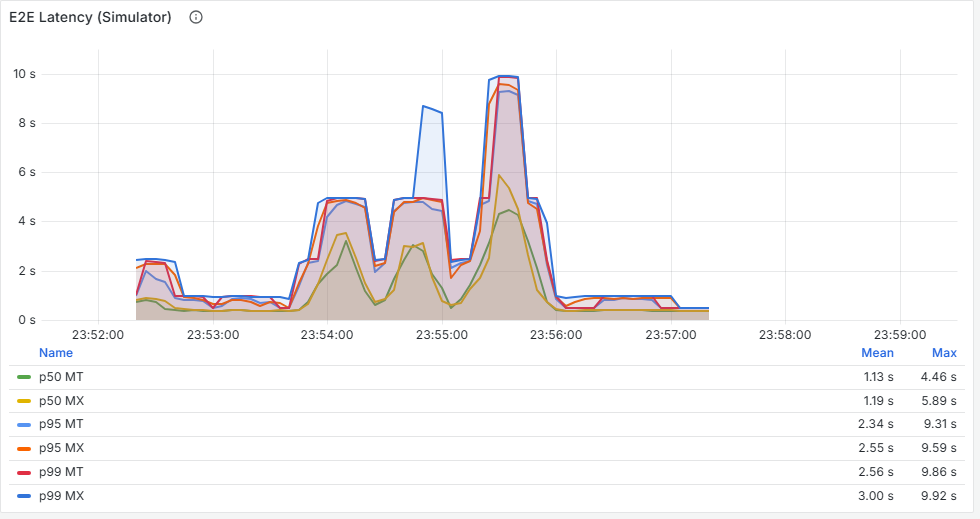 E2E Latency (Simulator)
10 s
8 s
6 s
4 s
2 s
0 s
23:52:00 23:53:00 23:54:00 23:55:00 23:56:00 23:57:00 23:58:00 23:59:00
Name Mean Max
p50 MT 1.13 s 4.46 s
p50 MX 1.19 s 5.89 s
p95 MT 2.34 s 9.31 s
p95 MX 2.55 s 9.59 s
p99 MT 2.56 s 9.86 s
p99 MX 3.00 s 9.92 s